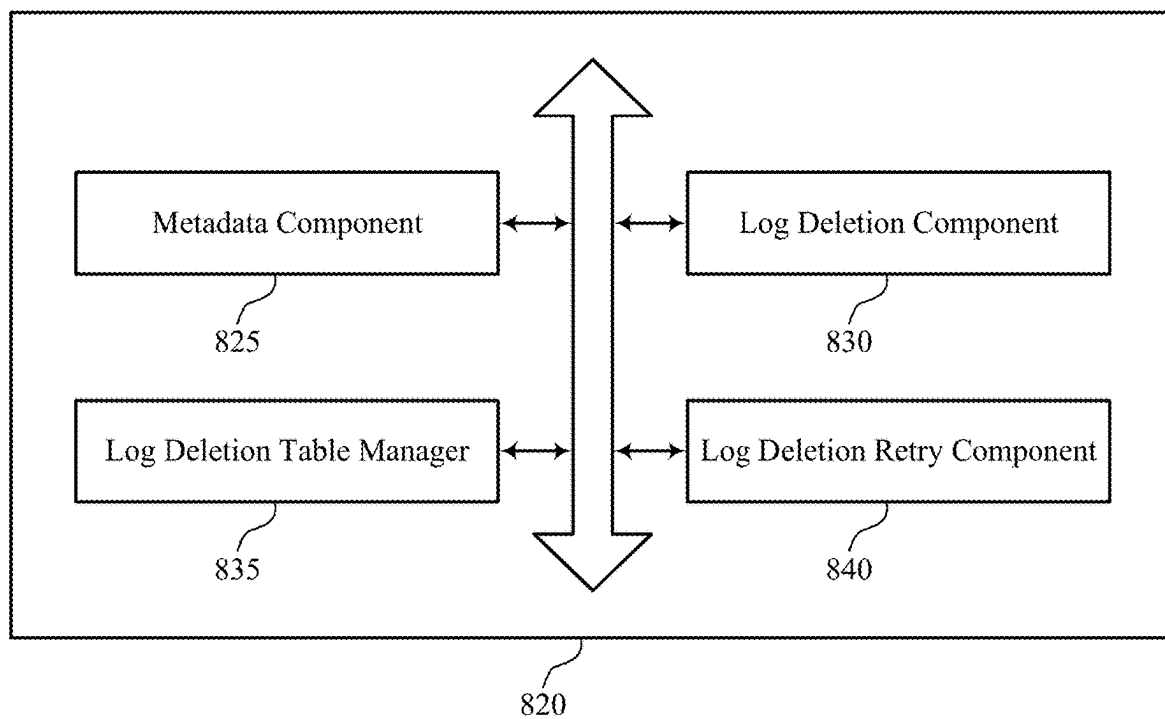 Metadata Component
Log Deletion Component
825
830
Log Deletion Table Manager
Log Deletion Retry Component
835
840
820